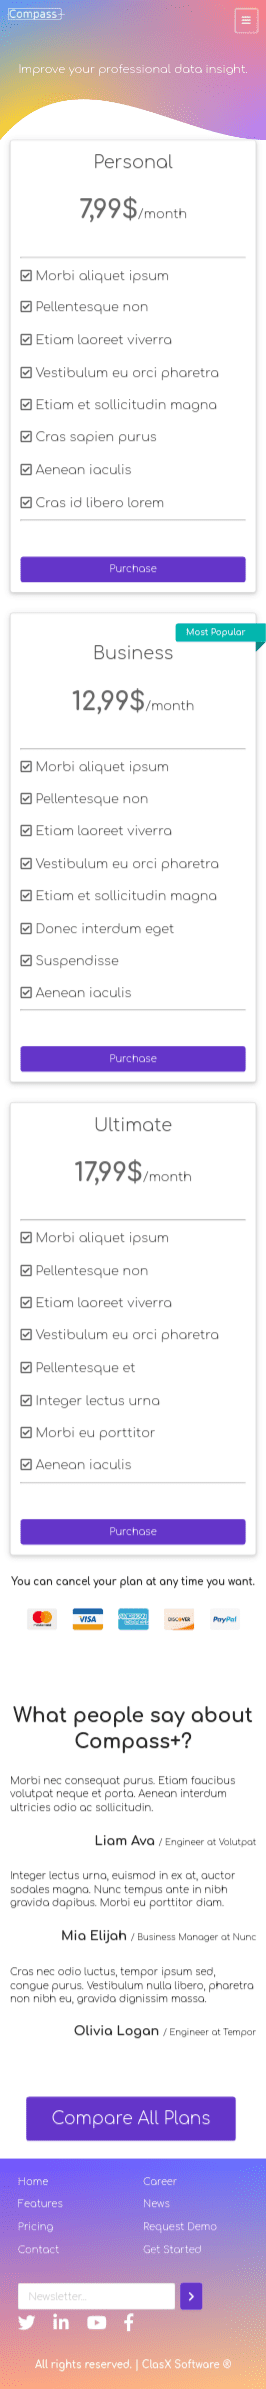 Compass+
Improve your professional data insight.
Personal
7,99$/month
Morbi aliquet ipsum
Pellentesque non
Etiam laoreet viverra
Vestibulum eu orci pharetra
Etiam et sollicitudin magna
Cras sapien purus
Aenean iaculis
Cras id libero lorem
Purchase
Most Popular
Business
12,99$/month
Morbi aliquet ipsum
Pellentesque non
Etiam laoreet viverra
Vestibulum eu orci pharetra
Etiam et sollicitudin magna
Donec interdum eget
Suspendisse
Aenean iaculis
Purchase
Ultimate
17,99$/month
Morbi aliquet ipsum
Pellentesque non
Etiam laoreet viverra
Vestibulum eu orci pharetra
Pellentesque et
Integer lectus urna
Morbi eu porttitor
Aenean iaculis
Purchase
You can cancel your plan at any time you want.
VISA DISCOVER PayPal
What people say about
Compass+?
Morbi nec consequat purus. Etiam faucibus
volutpat neque et porta. Aenean interdum
ultricies odio ac sollicitudin.
Liam Ava / Engineer at Volutpat
Integer lectus urna, euismod in ex at, auctor
sodales magna. Nunc tempus ante in nibh
gravida dapibus. Morbi eu porttitor diam.
Mia Elijah / Business Manager at Nunc
Cras nec odio luctus, tempor ipsum sed,
congue purus. Vestibulum nulla libero, pharetra
non nibh eu, gravida dignissim massa.
Olivia Logan / Engineer at Tempor
Compare All Plans
Home
Career
Features
News
Pricing
Request Demo
Contact
Get Started
Newsletter...
All rights reserved. | ClasX Software ®